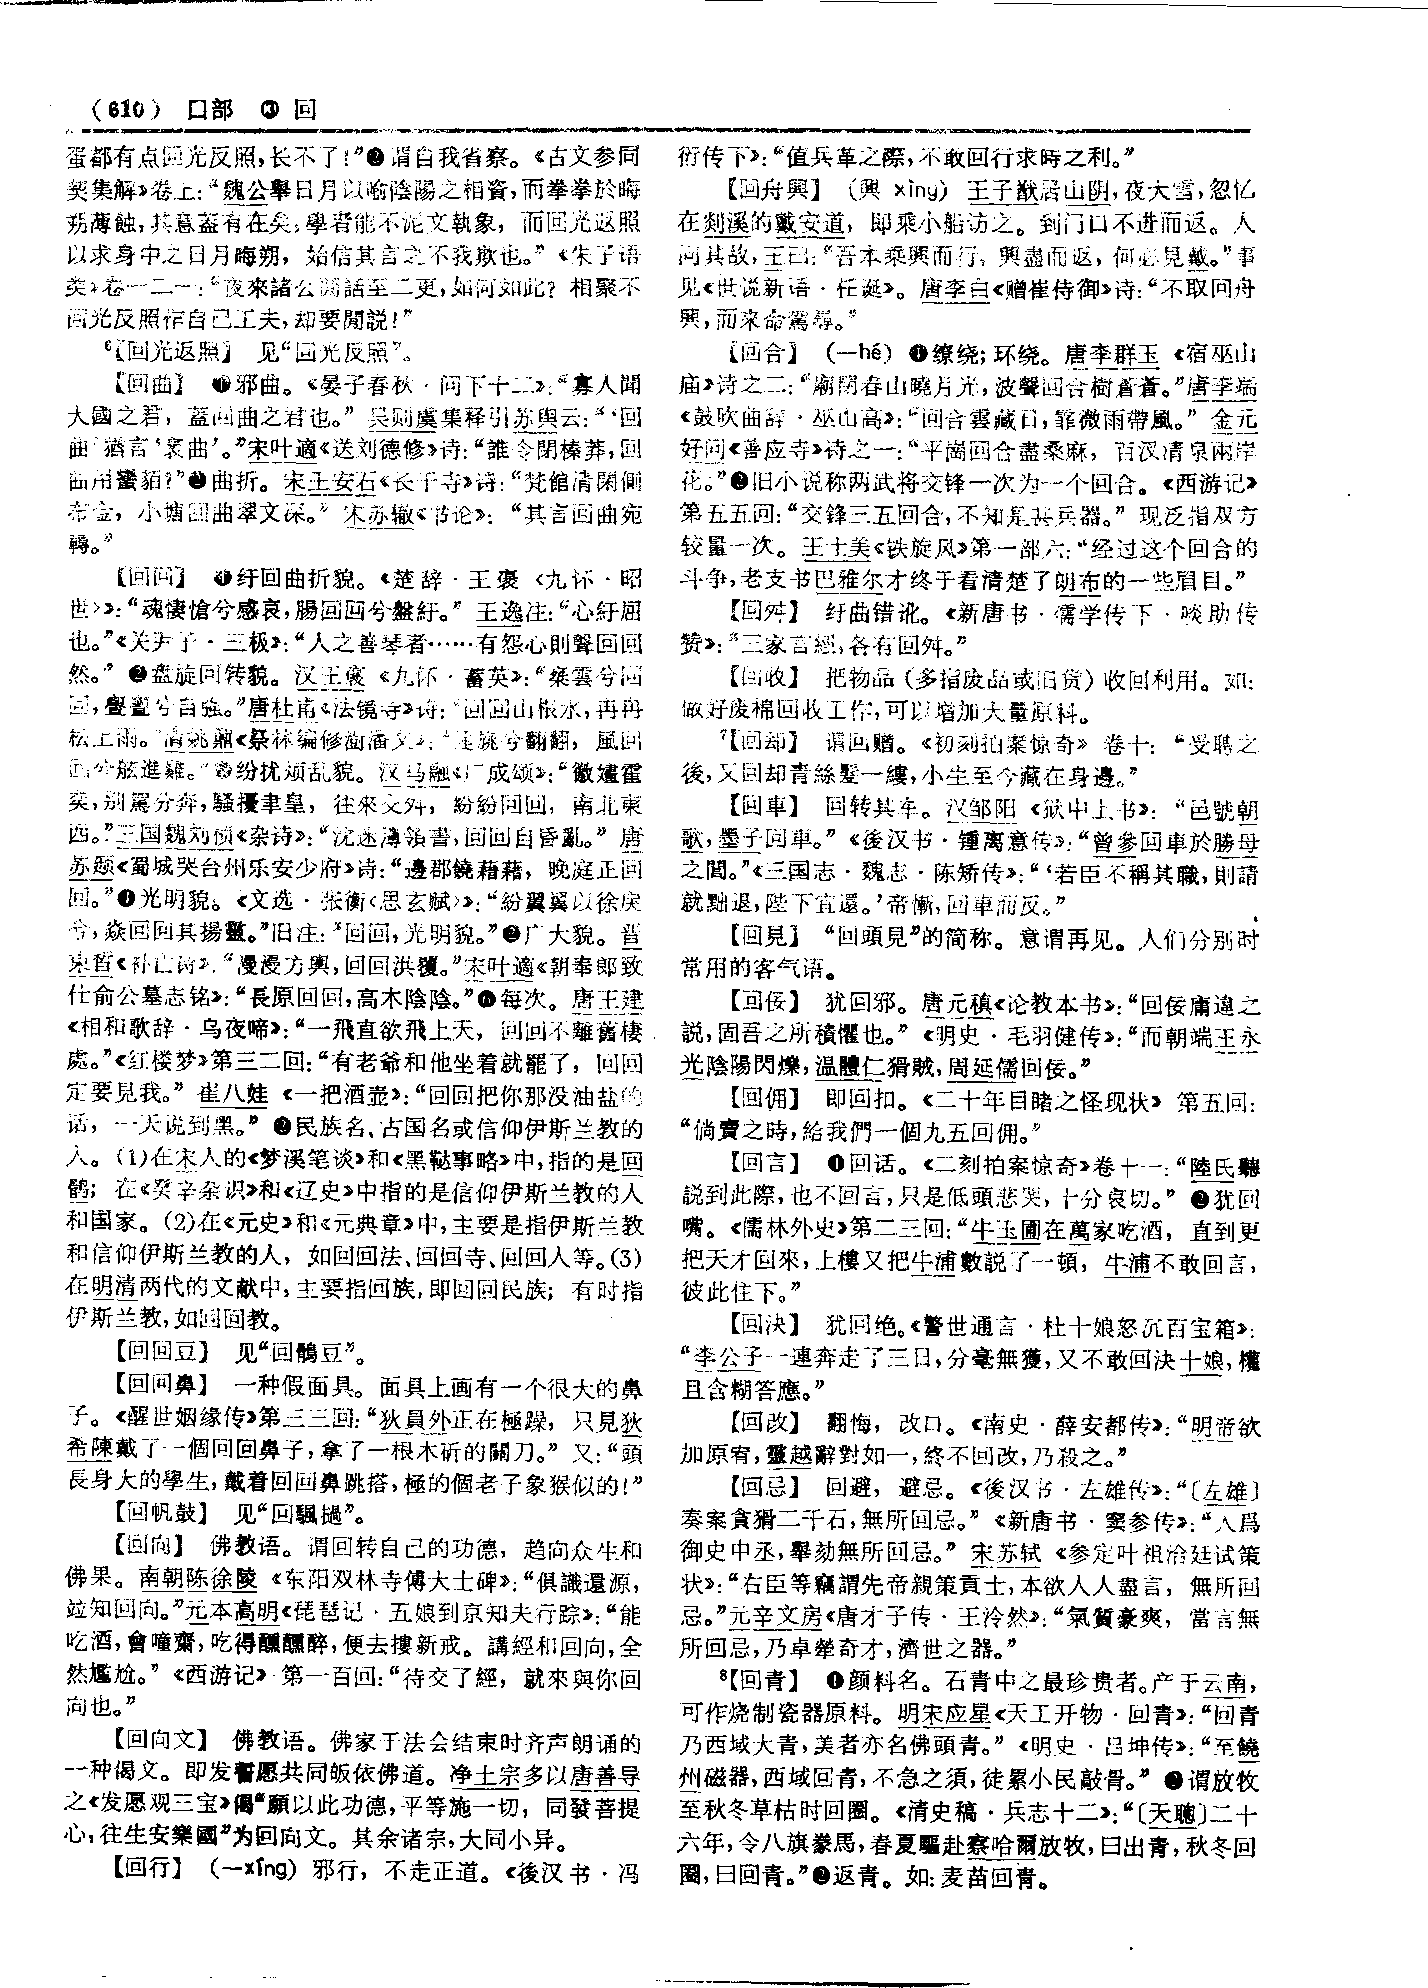 （610） 口部 ❸ 回
蛋都有点回光反照，长不了！”❷谓自我省察。《古文参同
契集解》卷上：“魏公舉日月以喻陰陽之相資，而拳拳於晦
朔薄蝕，其意蓋有在矣，學者能不泥文執象，而回光返照
以求身中之日月晦朔，始信其言之不我欺也。”《朱子语
类》卷一二一：“夜來諸公閑話至二更，如何如此？相聚不
回光反照作自己工夫，却要閒説！”
⁶【回光返照】 见“回光反照”。
【回曲】 ❶邪曲。《晏子春秋·问下十二》：“寡人聞
大國之君，蓋回曲之君也。”吴则虞集释引苏舆云：“‘回
曲’猶言‘衺曲’。”宋叶適《送刘德修》诗：“誰令閉榛莽，回
曲用蠻貊？”❷曲折。宋王安石《长干寺》诗：“梵館清閑側
布金，小塘回曲翠文深。”宋苏辙《书论》：“其言回曲宛
轉。”
【回回】 ❶纡回曲折貌。《楚辞·王褒〈九怀·昭
世〉》：“魂悽愴兮感哀，腸回回兮盤紆。”王逸注：“心紆屈
也。”《关尹子·三极》：“人之善琴者……有怨心則聲回回
然。”❷盘旋回转貌。汉王褒《九怀·蓄英》：“乘雲兮回
回，亹亹兮自強。”唐杜甫《法镜寺》诗：“回回山根水，冉冉
松上雨。”清姚鼐《祭林编修澍蕃文》：“旌旐兮翻翻，風回
回兮舷進雞。”❸纷扰烦乱貌。汉马融《广成颂》：“徽嫿霍
奕，别騖分奔，騷擾聿皇，往來交舛，紛紛回回，南北東
西。”三国魏刘桢《杂诗》：“沈迷簿領書，回回自昏亂。”唐
苏颋《蜀城哭台州乐安少府》诗：“邊郡饒藉藉，晚庭正回
回。”❹光明貌。《文选·张衡〈思玄赋〉》：“紛翼翼以徐戾
兮，焱回回其揚靈。”旧注：“回回，光明貌。”❺广大貌。晋
束晳《补亡诗》：“漫漫方輿，回回洪覆。”宋叶適《朝奉郎致
仕俞公墓志铭》：“長原回回，高木陰陰。”❻每次。唐王建
《相和歌辞·乌夜啼》：“一飛直欲飛上天，回回不離舊棲
處。”《红楼梦》第三二回：“有老爺和他坐着就罷了，回回
定要見我。”崔八娃《一把酒壶》：“回回把你那没油盐的
话，一天说到黑。”❼民族名、古国名或信仰伊斯兰教的
人。(1)在宋人的《梦溪笔谈》和《黑鞑事略》中，指的是回
鹘；在《癸辛杂识》和《辽史》中指的是信仰伊斯兰教的人
和国家。(2)在《元史》和《元典章》中，主要是指伊斯兰教
和信仰伊斯兰教的人，如回回法、回回寺、回回人等。(3)
在明清两代的文献中，主要指回族，即回回民族；有时指
伊斯兰教，如回回教。
【回回豆】 见“回鶻豆”。
【回回鼻】 一种假面具。面具上画有一个很大的鼻
子。《醒世姻缘传》第三三回：“狄員外正在極躁，只見狄
希陳戴了一個回回鼻子，拿了一根木斫的關刀。”又：“頭
長身大的學生，戴着回回鼻跳搭，極的個老子象猴似的！”
【回帆鼓】 见“回颿撾”。
【回向】 佛教语。谓回转自己的功德，趋向众生和
佛果。南朝陈徐陵《东阳双林寺傅大士碑》：“俱識還源，
竝知回向。”元本高明《琵琶记·五娘到京知夫行踪》：“能
吃酒，會噇齋，吃得醺醺醉，便去摟新戒。講經和回向，全
然尷尬。”《西游记》第一百回：“待交了經，就來與你回
向也。”
【回向文】 佛教语。佛家于法会结束时齐声朗诵的
一种偈文。即发誓愿共同皈依佛道。净土宗多以唐善导
之《发愿观三宝》偈“願以此功德，平等施一切，同發菩提
心，往生安樂國”为回向文。其余诸宗，大同小异。
【回行】 （—xíng）邪行，不走正道。《後汉书·冯
衍传下》：“值兵革之際，不敢回行求時之利。”
【回舟興】 （興 xìng）王子猷居山阴，夜大雪，忽忆
在剡溪的戴安道，即乘小船访之。到门口不进而返。人
问其故，王曰：“吾本乘興而行，興盡而返，何必見戴。”事
见《世说新语·任诞》。唐李白《赠崔侍御》诗：“不取回舟
興，而來命駕尋。”
【回合】 （—hé）❶缭绕；环绕。唐李群玉《宿巫山
庙》诗之二：“廟閉春山曉月光，波聲回合樹蒼蒼。”唐李端
《鼓吹曲辞·巫山高》：“回合雲藏日，霏微雨帶風。”金元
好问《善应寺》诗之一：“平崗回合盡桑麻，百汊清泉兩岸
花。”❷旧小说称两武将交锋一次为一个回合。《西游记》
第五五回：“交锋三五回合，不知是甚兵器。”现泛指双方
较量一次。王士美《铁旋风》第一部六：“经过这个回合的
斗争，老支书巴雅尔才终于看清楚了朗布的一些眉目。”
【回舛】 纡曲错讹。《新唐书·儒学传下·啖助传
赞》：“三家言經，各有回舛。”
【回收】 把物品（多指废品或旧货）收回利用。如：
做好废棉回收工作，可以增加大量原料。
⁷【回却】 谓回赠。《初刻拍案惊奇》卷十：“受聘之
後，又回却青絲髮一縷，小生至今藏在身邊。”
【回車】 回转其车。汉邹阳《狱中上书》：“邑號朝
歌，墨子回車。”《後汉书·锺离意传》：“曾參回車於勝母
之閭。”《三国志·魏志·陈矫传》：“‘若臣不稱其職，則請
就黜退，陛下宜還。’帝慚，回車而反。”
【回見】 “回頭見”的简称。意谓再见。人们分别时
常用的客气语。
【回佞】 犹回邪。唐元稹《论教本书》：“回佞庸違之
説，固吾之所積懼也。”《明史·毛羽健传》：“而朝端王永
光陰陽閃爍，温體仁猾賊，周延儒回佞。”
【回佣】 即回扣。《二十年目睹之怪现状》第五回：
“倘賣之時，給我們一個九五回佣。”
【回言】 ❶回话。《二刻拍案惊奇》卷十一：“陸氏聽
説到此際，也不回言，只是低頭悲哭，十分哀切。”❷犹回
嘴。《儒林外史》第二三回：“牛玉圃在萬家吃酒，直到更
把天才回來，上樓又把牛浦數説了一頓，牛浦不敢回言，
彼此住下。”
【回決】 犹回绝。《警世通言·杜十娘怒沉百宝箱》：
“李公子一連奔走了三日，分毫無獲，又不敢回決十娘，權
且含糊答應。”
【回改】 翻悔，改口。《南史·薛安都传》：“明帝欲
加原宥，靈越辭對如一，終不回改，乃殺之。”
【回忌】 回避，避忌。《後汉书·左雄传》：“〔左雄〕
奏案貪猾二千石，無所回忌。”《新唐书·窦参传》：“入爲
御史中丞，舉劾無所回忌。”宋苏轼《参定叶祖洽廷试策
状》：“右臣等竊謂先帝親策貢士，本欲人人盡言，無所回
忌。”元辛文房《唐才子传·王泠然》：“氣質豪爽，當言無
所回忌，乃卓犖奇才，濟世之器。”
⁸【回青】 ❶颜料名。石青中之最珍贵者。产于云南，
可作烧制瓷器原料。明宋应星《天工开物·回青》：“回青
乃西域大青，美者亦名佛頭青。”《明史·吕坤传》：“至饒
州磁器，西域回青，不急之須，徒累小民敲骨。”❷谓放牧
至秋冬草枯时回圈。《清史稿·兵志十二》：“〔天聰〕二十
六年，令八旗豢馬，春夏驅赴察哈爾放牧，曰出青，秋冬回
圈，曰回青。”❸返青。如：麦苗回青。